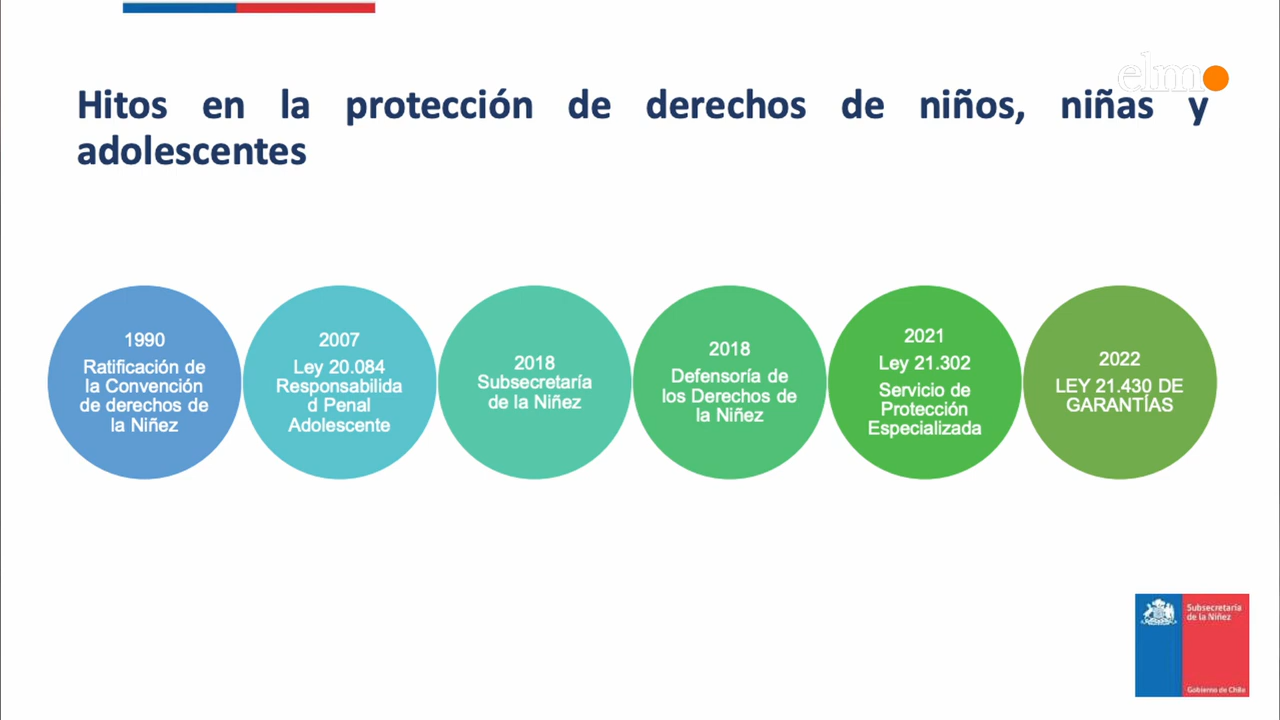 elmo
Hitos en la protección de derechos de niños, niñas y
adolescentes
1990
Ratificación de
la Convención
de derechos de
la Niñez
2007
Ley 20.084
Responsabilida
d Penal
Adolescente
2018
Subsecretaría
de la Niñez
2018
Defensoría de
los Derechos de
la Niñez
2021
Ley 21.302
Servicio de
Protección
Especializada
2022
LEY 21.430 DE
GARANTÍAS
Subsecretaría
de la Niñez
Gobierno de Chile